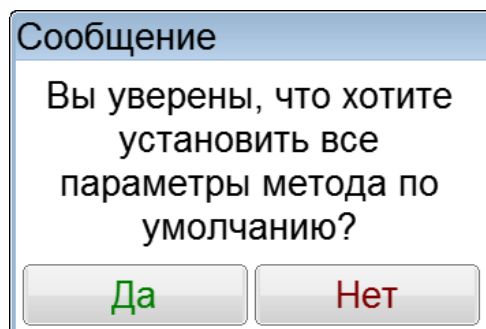 Сообщение
Вы уверены, что хотите
установить все
параметры метода по
умолчанию?
Да
Нет